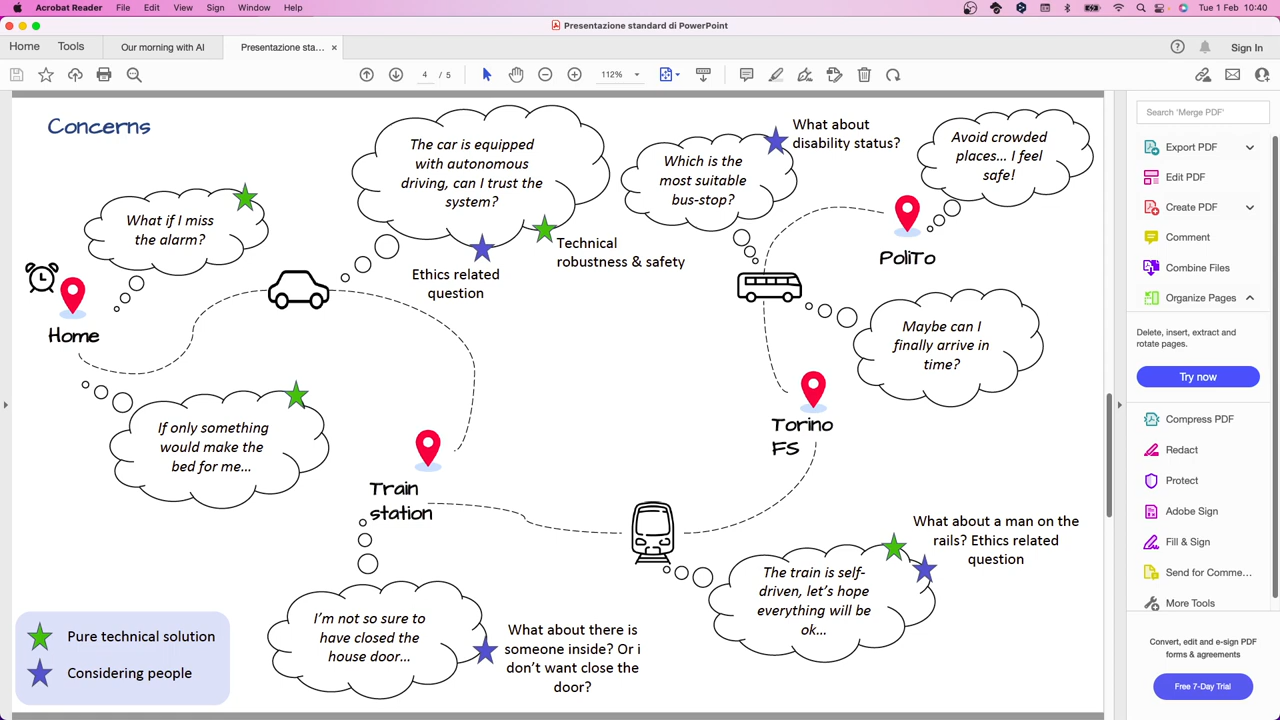 Acrobat Reader File Edit View Sign Window Help Tue 1 Feb 10:40
Presentazione standard di PowerPoint
Home Tools Our morning with AI Presentazione sta... × Sign In
4 / 5 112%
Concerns
What if I miss
the alarm?
Home
If only something
would make the
bed for me...
The car is equipped
with autonomous
driving, can I trust the
system?
Ethics related
question
Technical
robustness & safety
Train
station
I'm not so sure to
have closed the
house door...
What about there is
someone inside? Or i
don't want close the
door?
The train is self-
driven, let's hope
everything will be
ok...
What about a man on the
rails? Ethics related
question
Torino
FS
Maybe can I
finally arrive in
time?
Which is the
most suitable
bus-stop?
What about
disability status?
PoliTo
Avoid crowded
places... I feel
safe!
Pure technical solution
Considering people
Search 'Merge PDF'
Export PDF
Edit PDF
Create PDF
Comment
Combine Files
Organize Pages
Delete, insert, extract and
rotate pages.
Try now
Compress PDF
Redact
Protect
Adobe Sign
Fill & Sign
Send for Comme...
More Tools
Convert, edit and e-sign PDF
forms & agreements
Free 7-Day Trial